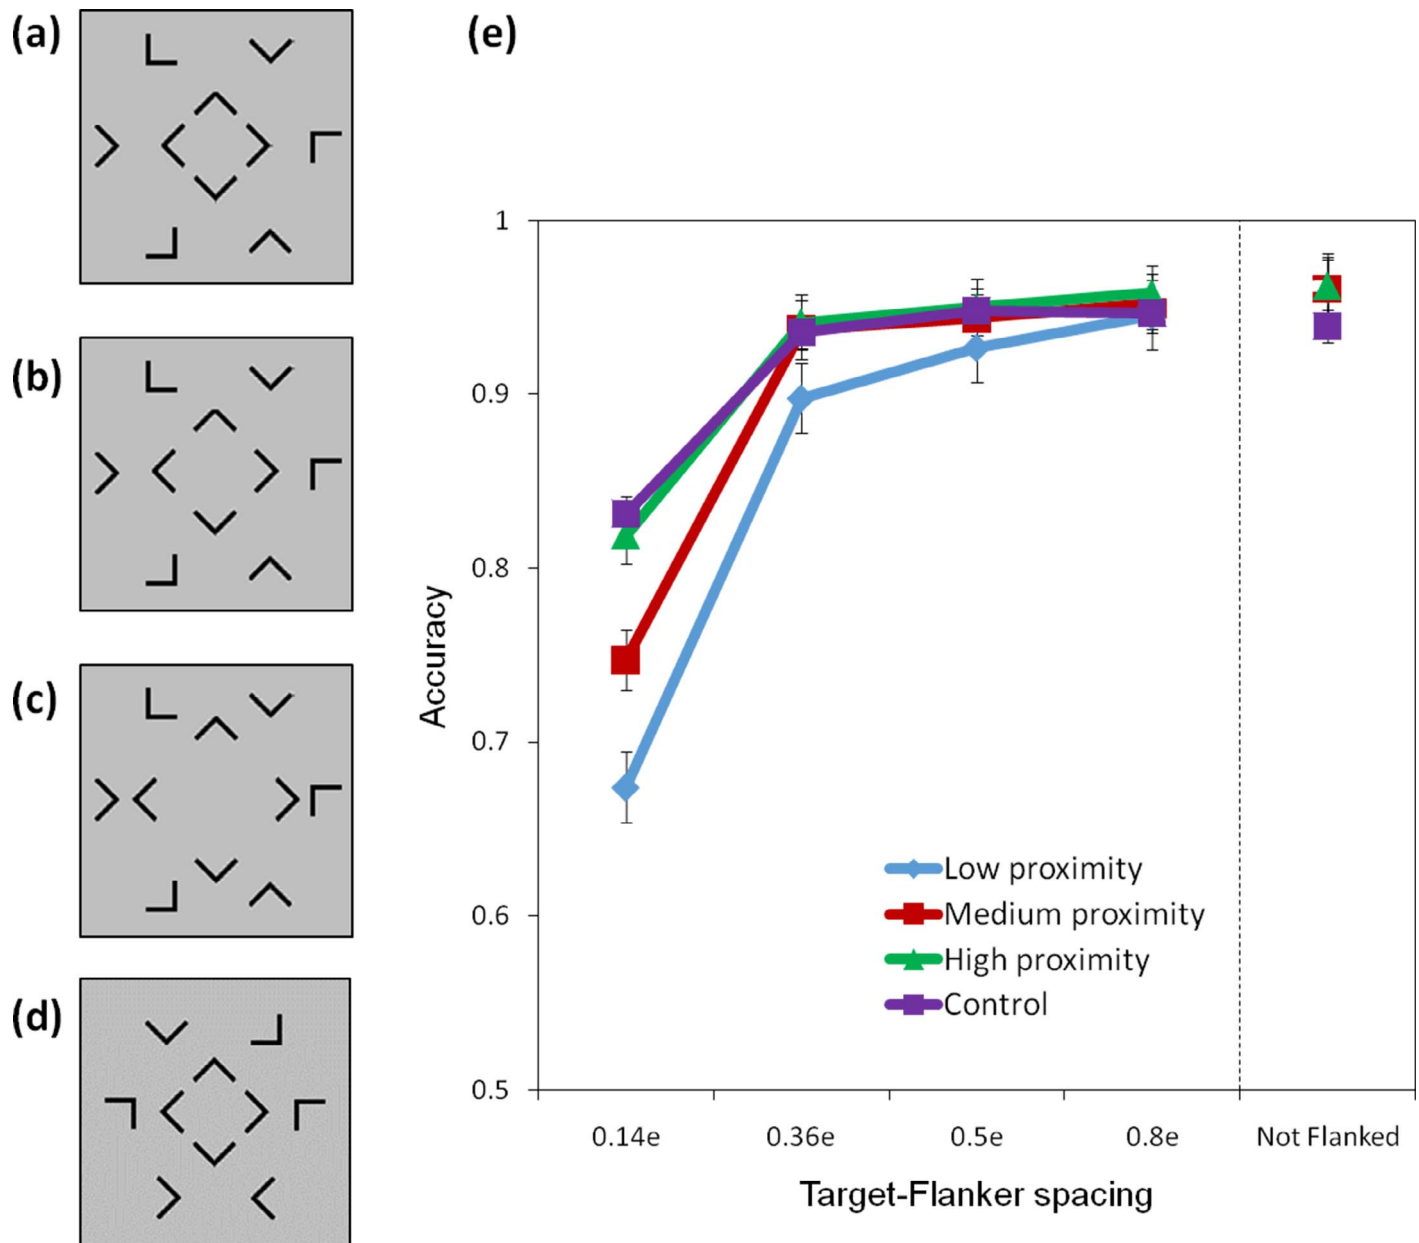 (a)
(b)
(c)
(d)
(e)
1
0.9
0.8
0.7
0.6
0.5
Accuracy
Low proximity
Medium proximity
High proximity
Control
0.14e 0.36e 0.5e 0.8e Not Flanked
Target-Flanker spacing